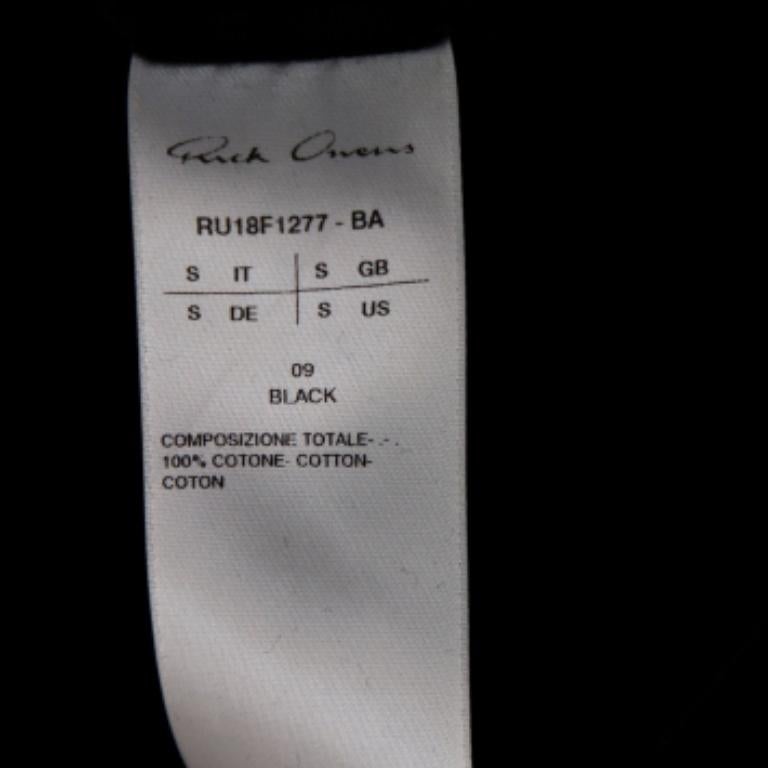 Rick Owens
RU18F1277 - BA
S IT S GB
S DE S US
09
BLACK
COMPOSIZIONE TOTALE- .- .
100% COTONE- COTTON-
COTON